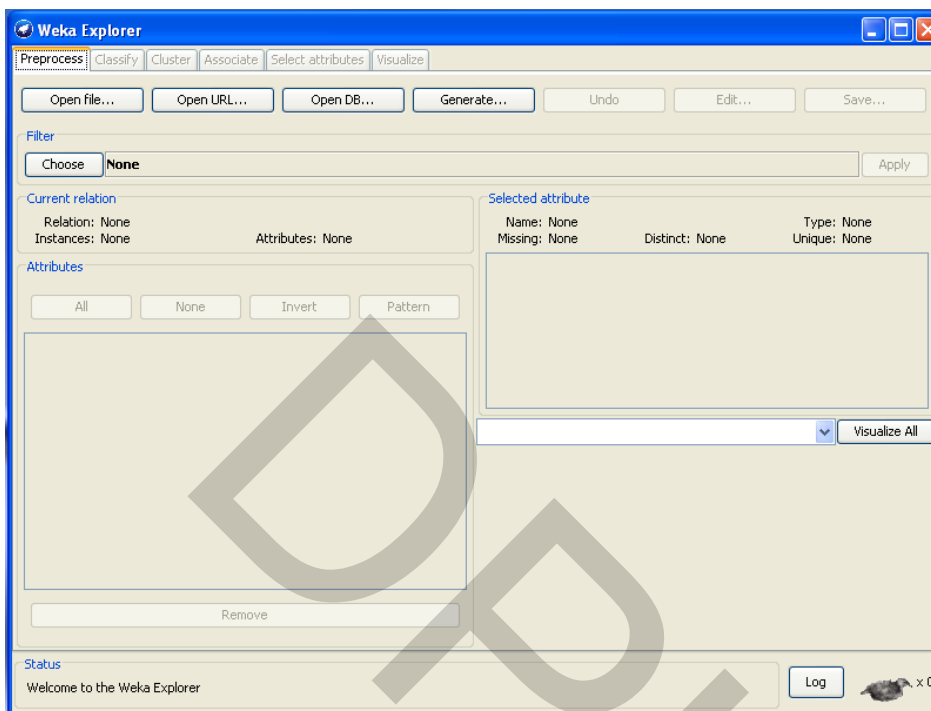 Weka Explorer
Preprocess Classify Cluster Associate Select attributes Visualize
Open file... Open URL... Open DB... Generate... Undo Edit... Save...
Filter
Choose None Apply
Current relation
Relation: None
Instances: None Attributes: None
Selected attribute
Name: None Type: None
Missing: None Distinct: None Unique: None
Attributes
All None Invert Pattern
Visualize All
Remove
Status
Welcome to the Weka Explorer
Log x 0